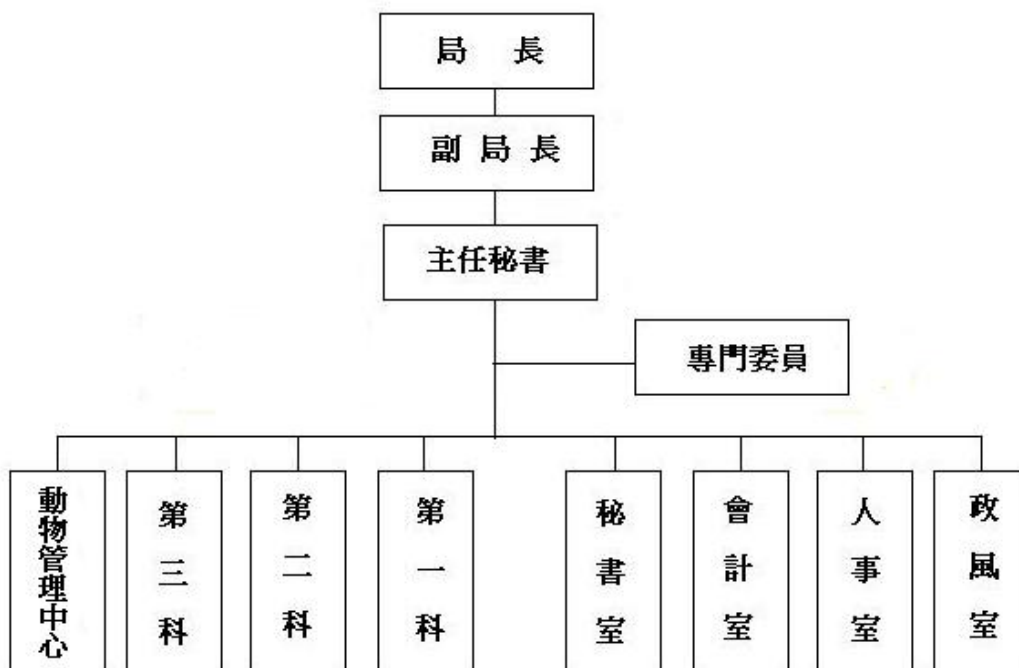 局長
副局長
主任秘書
專門委員
動物管理中心
第三科
第二科
第一科
秘書室
會計室
人事室
政風室